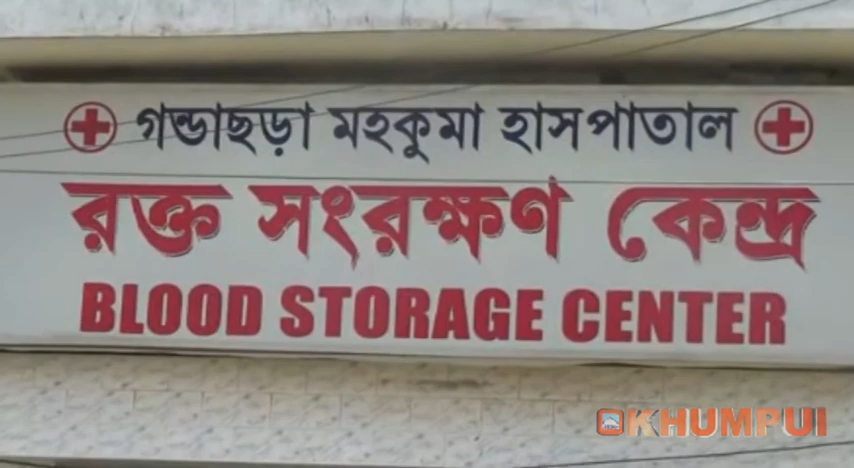 গন্ডাছড়া মহকুমা হাসপাতাল
রক্ত সংরক্ষণ কেন্দ্র
BLOOD STORAGE CENTER
KHUMPUI